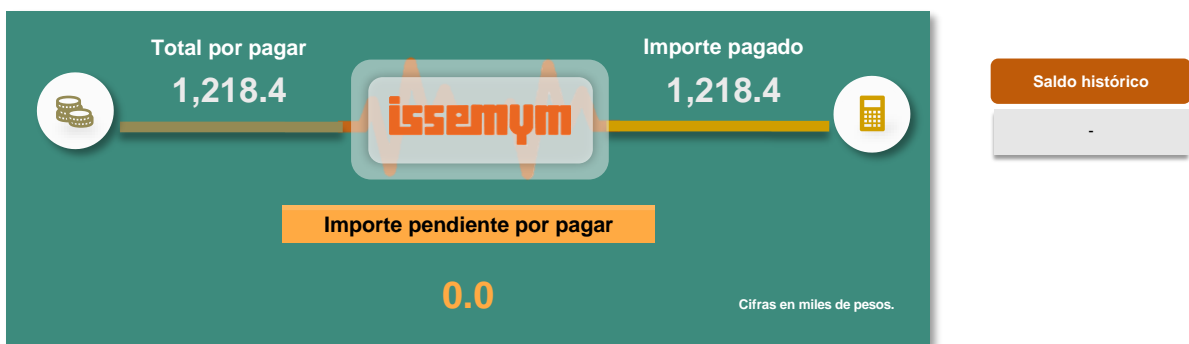 Total por pagar
1,218.4
Importe pagado
1,218.4
issemym
Importe pendiente por pagar
0.0
Cifras en miles de pesos.
Saldo histórico
-